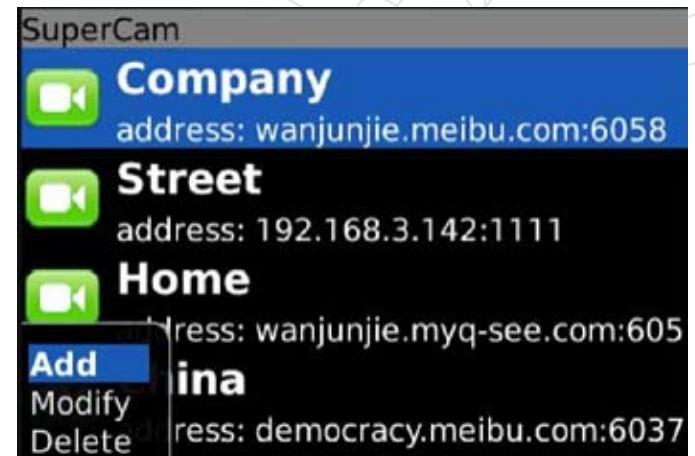 SuperCam
Company
address: wanjunjie.meibu.com:6058
Street
address: 192.168.3.142:1111
Home
dress: wanjunjie.myq-see.com:605
Add
ina
Modify
Delete
ress: democracy.meibu.com:6037